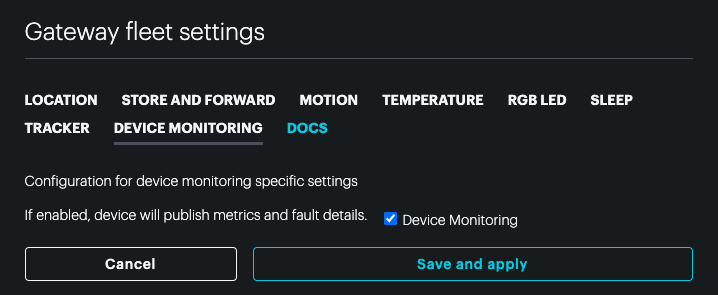 Gateway fleet settings
LOCATION STORE AND FORWARD MOTION TEMPERATURE RGB LED SLEEP
TRACKER DEVICE MONITORING DOCS
Configuration for device monitoring specific settings
If enabled, device will publish metrics and fault details. Device Monitoring
Cancel Save and apply